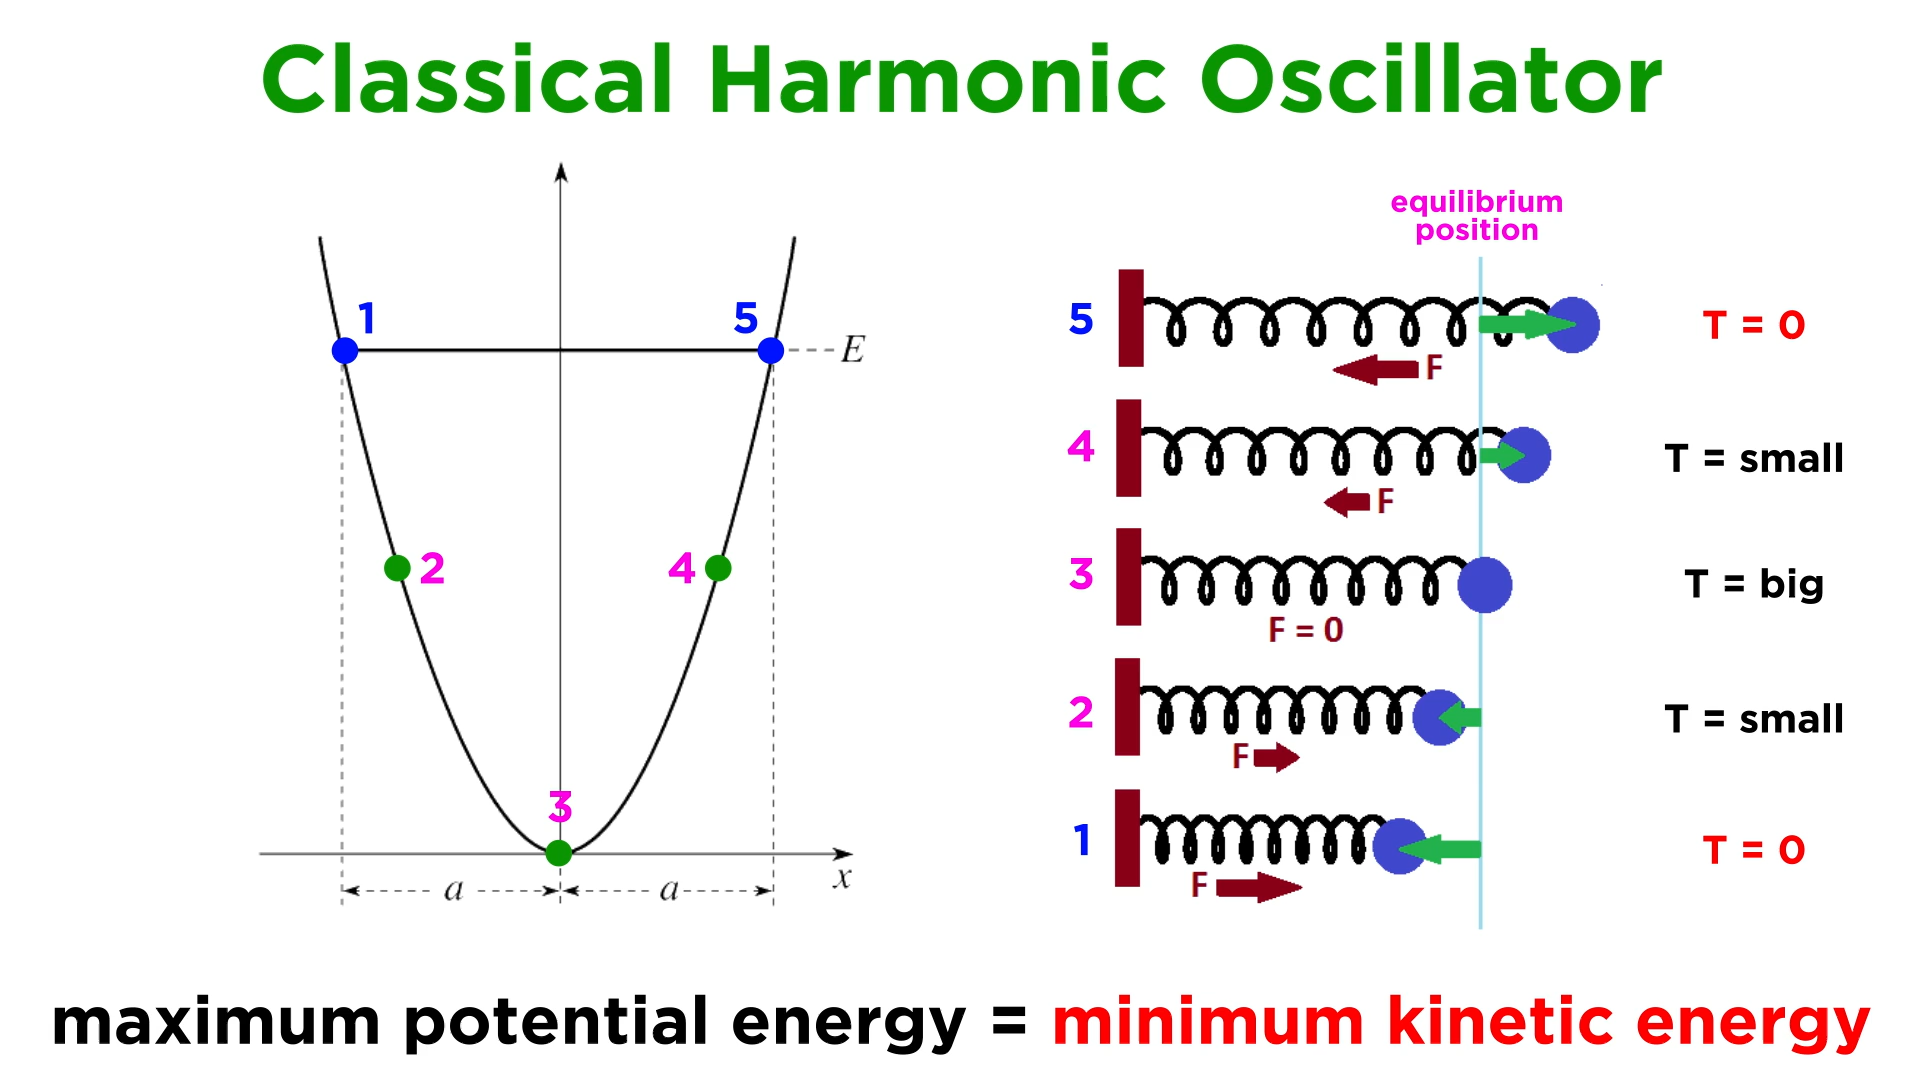 Classical Harmonic Oscillator
1
5
E
2
4
3
x
a
a
equilibrium
position
5
T = 0
F
4
T = small
F
3
T = big
F = 0
2
T = small
F
1
T = 0
F
maximum potential energy = minimum kinetic energy